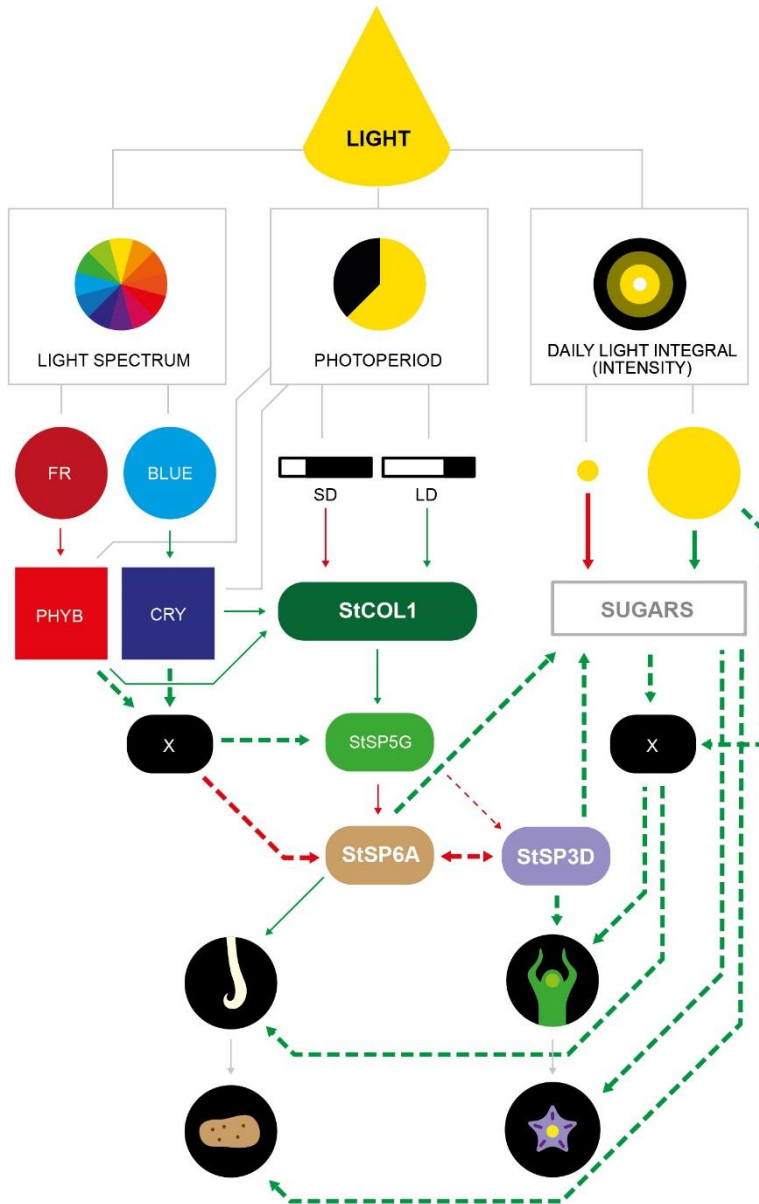 LIGHT
LIGHT SPECTRUM
PHOTOPERIOD
DAILY LIGHT INTEGRAL
(INTENSITY)
FR
BLUE
SD
LD
PHYB
CRY
StCOL1
SUGARS
X
StSP5G
X
StSP6A
StSP3D